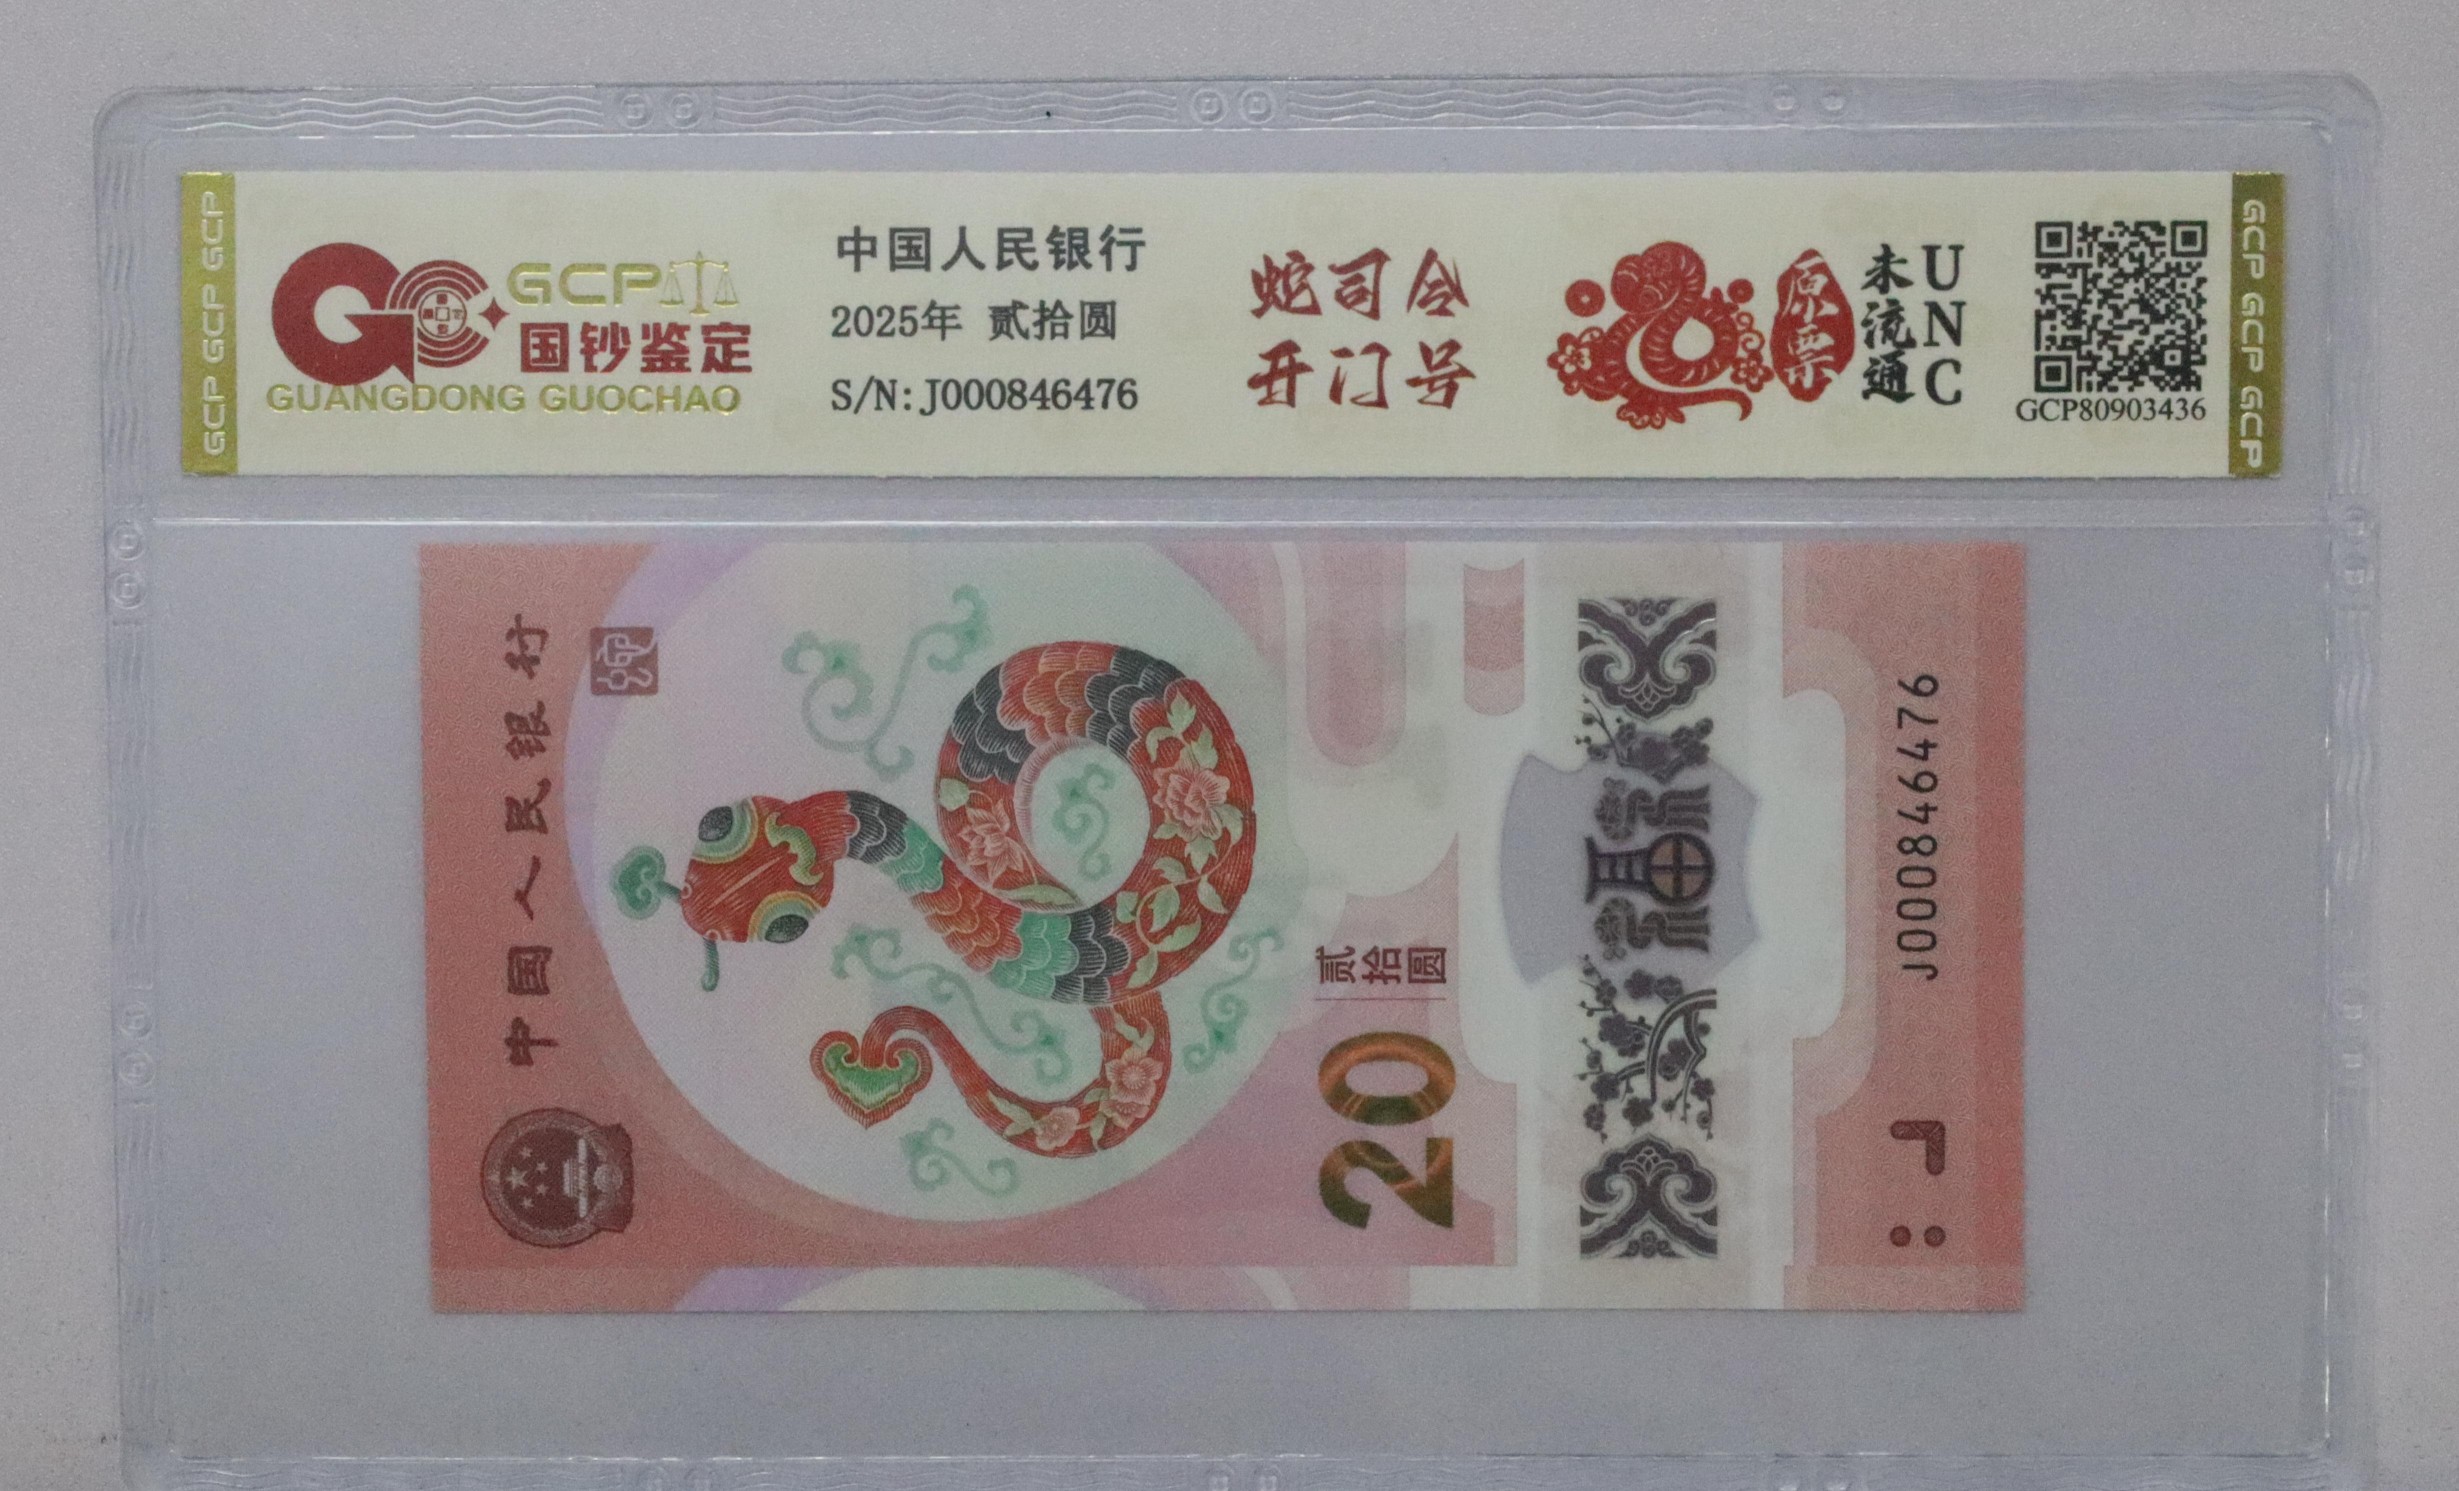 GCP GCP GCP
GCP
国钞鉴定
GUANGDONG GUOCHAO
中国人民银行
2025年 贰拾圆
S/N: J000846476
蛇司令
开门号
原票
未流通
UNC
GCP80903436
GCP GCP GCP
中国人民银行
20
贰拾圆
J000846476